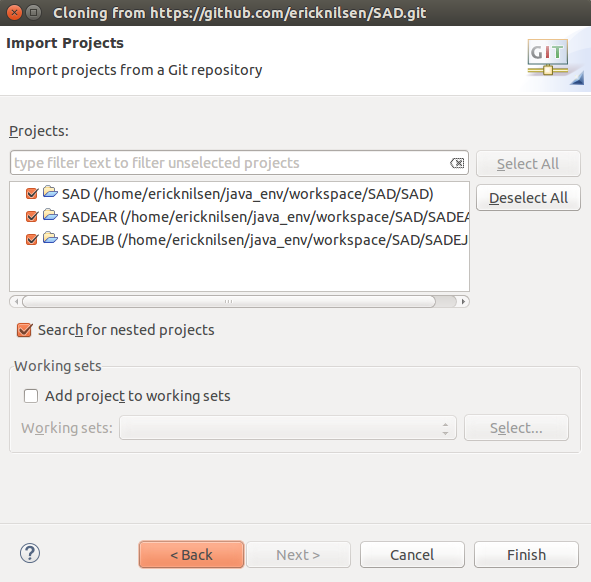 Cloning from https://github.com/ericknilsen/SAD.git
Import Projects
Import projects from a Git repository
GIT
Projects:
type filter text to filter unselected projects
Select All
SAD (/home/ericknilsen/java_env/workspace/SAD/SAD)
Deselect All
SADEAR (/home/ericknilsen/java_env/workspace/SAD/SADEA
SADEJB (/home/ericknilsen/java_env/workspace/SAD/SADEJ
Search for nested projects
Working sets
Add project to working sets
Working sets:
Select...
?
< Back
Next >
Cancel
Finish